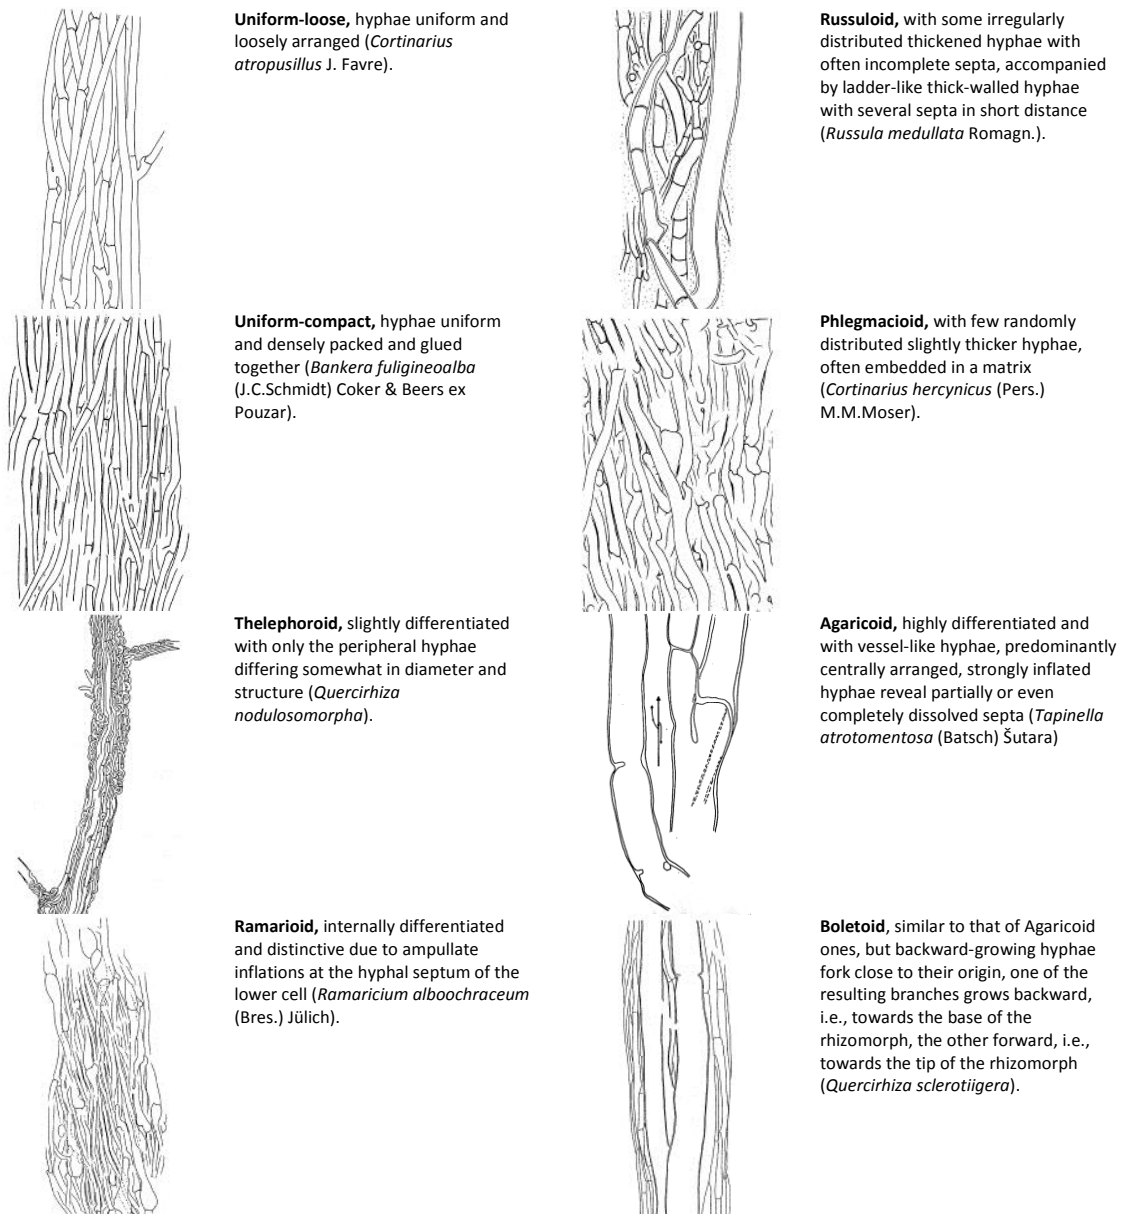 Uniform-loose, hyphae uniform and
loosely arranged (Cortinarius
atropusillus J. Favre).
Russuloid, with some irregularly
distributed thickened hyphae with
often incomplete septa, accompanied
by ladder-like thick-walled hyphae
with several septa in short distance
(Russula medullata Romagn.).
Uniform-compact, hyphae uniform
and densely packed and glued
together (Bankera fuligineoalba
(J.C.Schmidt) Coker & Beers ex
Pouzar).
Phlegmacioid, with few randomly
distributed slightly thicker hyphae,
often embedded in a matrix
(Cortinarius hercynicus (Pers.)
M.M.Moser).
Thelephoroid, slightly differentiated
with only the peripheral hyphae
differing somewhat in diameter and
structure (Quercirhiza
nodulosomorpha).
Agaricoid, highly differentiated and
with vessel-like hyphae, predominantly
centrally arranged, strongly inflated
hyphae reveal partially or even
completely dissolved septa (Tapinella
atrotomentosa (Batsch) Šutara)
Ramarioid, internally differentiated
and distinctive due to ampullate
inflations at the hyphal septum of the
lower cell (Ramaricium alboochraceum
(Bres.) Jülich).
Boletoid, similar to that of Agaricoid
ones, but backward-growing hyphae
fork close to their origin, one of the
resulting branches grows backward,
i.e., towards the base of the
rhizomorph, the other forward, i.e.,
towards the tip of the rhizomorph
(Quercirhiza sclerotiigera).